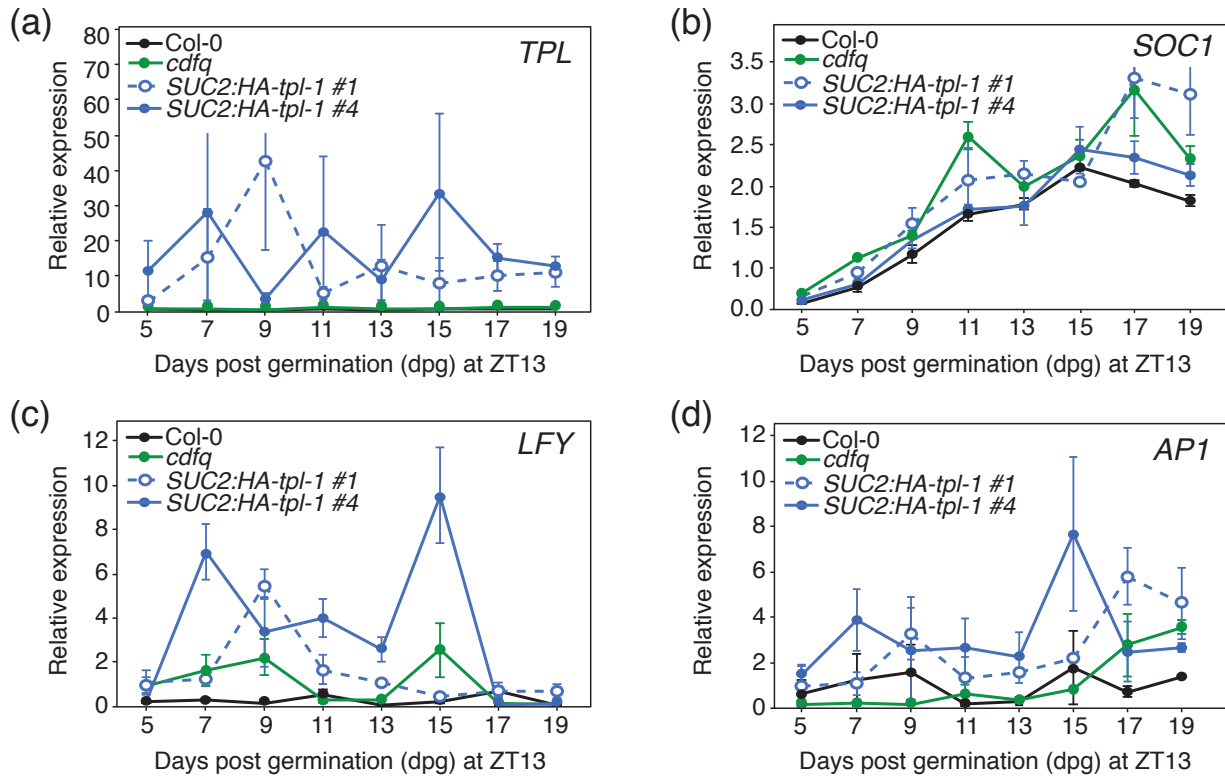 (a)
TPL
Col-0
cdfq
SUC2:HA-tpl-1 #1
SUC2:HA-tpl-1 #4
Relative expression
80
70
60
50
40
30
20
10
0
5 7 9 11 13 15 17 19
Days post germination (dpg) at ZT13
(b)
SOC1
Col-0
cdfq
SUC2:HA-tpl-1 #1
SUC2:HA-tpl-1 #4
Relative expression
3.5
3.0
2.5
2.0
1.5
1.0
0.0
5 7 9 11 13 15 17 19
Days post germination (dpg) at ZT13
(c)
LFY
Col-0
cdfq
SUC2:HA-tpl-1 #1
SUC2:HA-tpl-1 #4
Relative expression
12
10
8
6
4
2
0
5 7 9 11 13 15 17 19
Days post germination (dpg) at ZT13
(d)
AP1
Col-0
cdfq
SUC2:HA-tpl-1 #1
SUC2:HA-tpl-1 #4
Relative expression
12
10
8
6
4
2
0
5 7 9 11 13 15 17 19
Days post germination (dpg) at ZT13